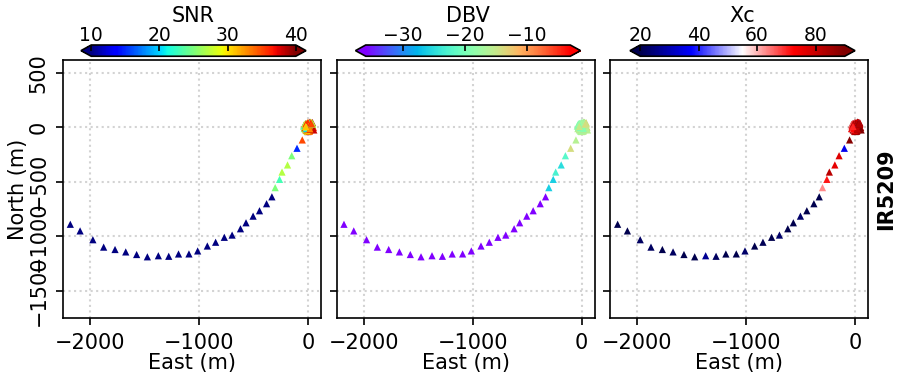 SNR DBV Xc
10 20 30 40 −30 −20 −10 20 40 60 80
500
0
−500
−1000
−1500
North (m)
IR5209
−2000 −1000 0 −2000 −1000 0 −2000 −1000 0
East (m) East (m) East (m)